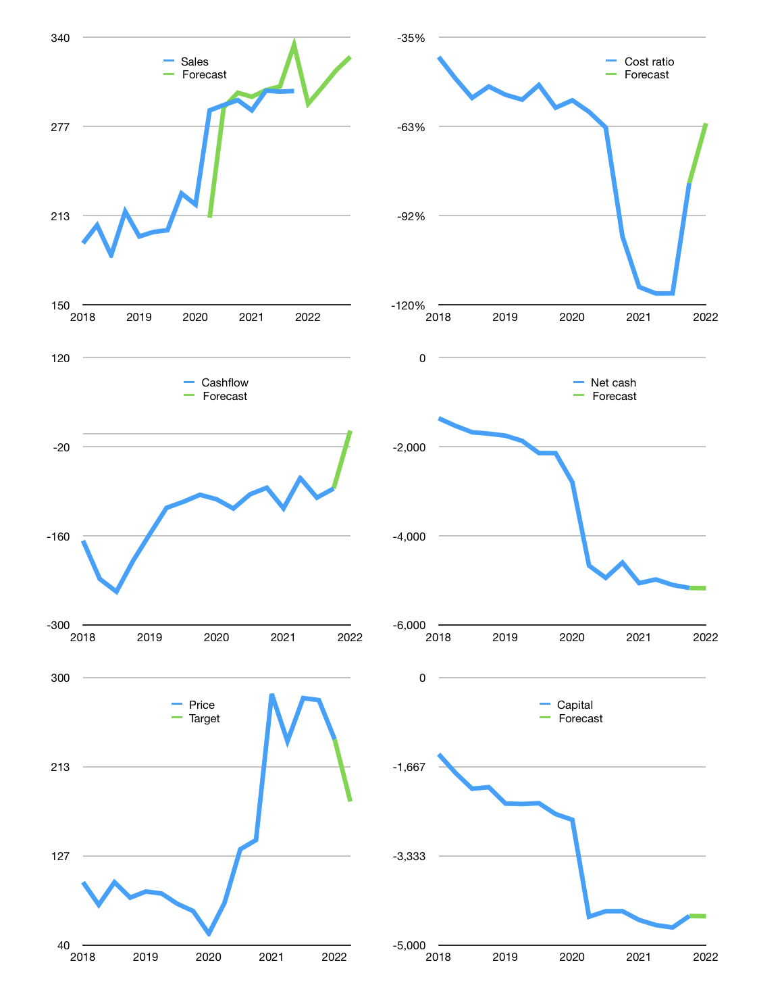 340
Sales
Forecast
277
213
150
2018 2019 2020 2021 2022
-35%
Cost ratio
Forecast
-63%
-92%
-120%
2018 2019 2020 2021 2022
120
Cashflow
Forecast
-20
-160
-300
2018 2019 2020 2021 2022
0
Net cash
Forecast
-2,000
-4,000
-6,000
2018 2019 2020 2021 2022
300
Price
Target
213
127
40
2018 2019 2020 2021 2022
0
Capital
Forecast
-1,667
-3,333
-5,000
2018 2019 2020 2021 2022